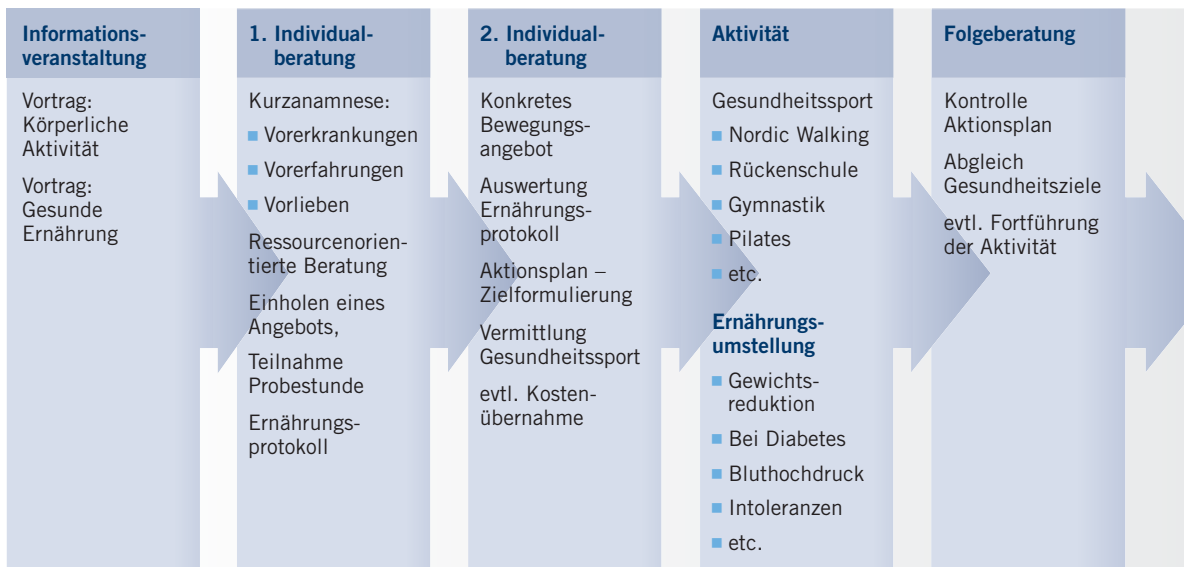 Informations-
veranstaltung
Vortrag:
Körperliche
Aktivität
Vortrag:
Gesunde
Ernährung
1. Individual-
beratung
Kurzanamnese:
Vorerkrankungen
Vorerfahrungen
Vorlieben
Ressourcenorien-
tierte Beratung
Einholen eines
Angebots,
Teilnahme
Probestunde
Ernährungs-
protokoll
2. Individual-
beratung
Konkretes
Bewegungs-
angebot
Auswertung
Ernährungs-
protokoll
Aktionsplan –
Zielformulierung
Vermittlung
Gesundheitssport
evtl. Kosten-
übernahme
Aktivität
Gesundheitssport
Nordic Walking
Rückenschule
Gymnastik
Pilates
etc.
Ernährungs-
umstellung
Gewichts-
reduktion
Bei Diabetes
Bluthochdruck
Intoleranzen
etc.
Folgeberatung
Kontrolle
Aktionsplan
Abgleich
Gesundheitsziele
evtl. Fortführung
der Aktivität